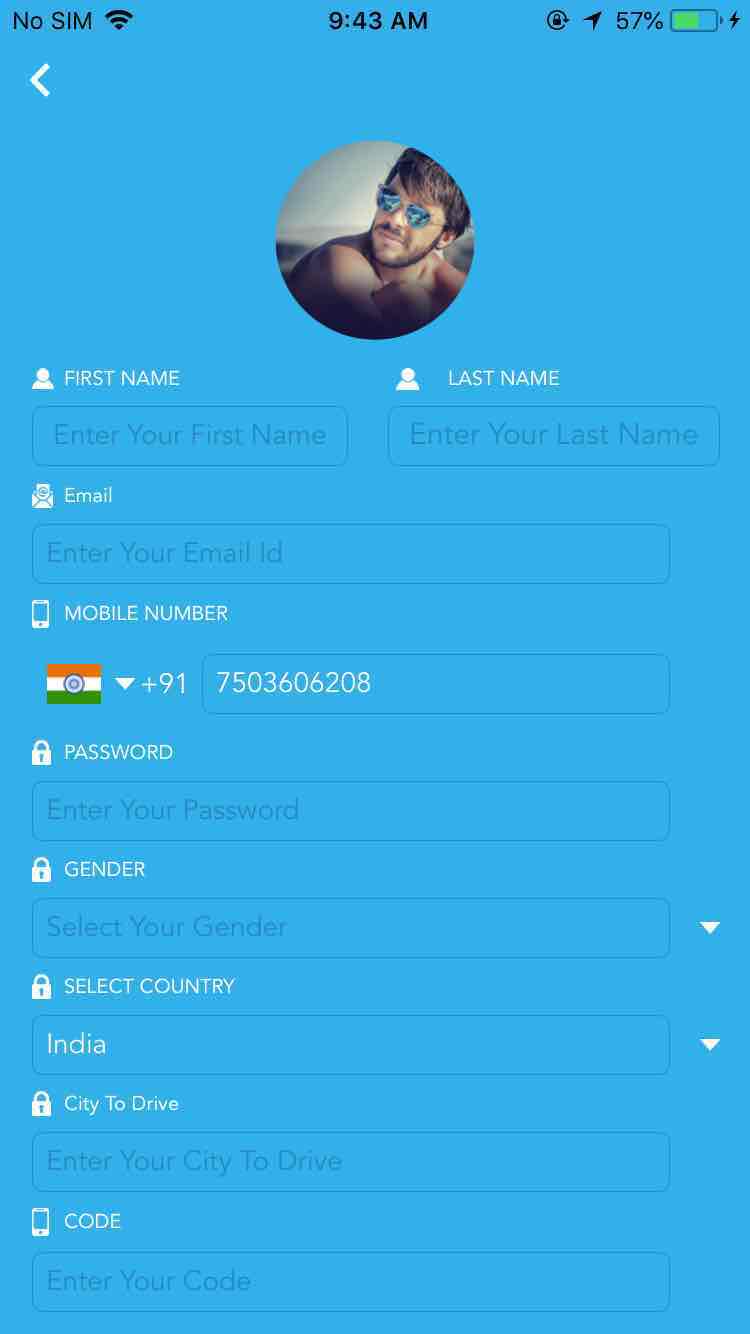 No SIM 9:43 AM 57%
FIRST NAME LAST NAME
Enter Your First Name Enter Your Last Name
Email
Enter Your Email Id
MOBILE NUMBER
+91 7503606208
PASSWORD
Enter Your Password
GENDER
Select Your Gender
SELECT COUNTRY
India
City To Drive
Enter Your City To Drive
CODE
Enter Your Code